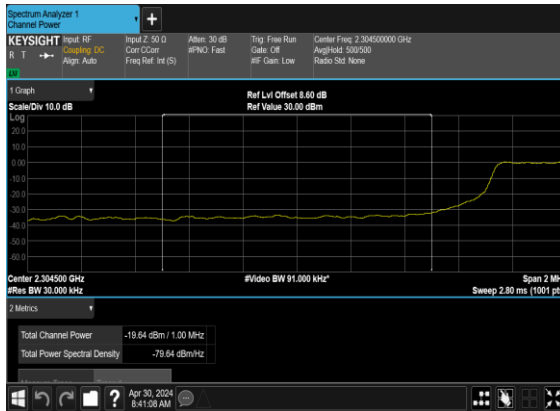 Spectrum Analyzer 1
Channel Power
+
KEYSIGHT
R T
LXI
Input: RF
Coupling: DC
Align: Auto
Input Z: 50 Ω
Corr CCorr
Freq Ref: Int (S)
Atten: 30 dB
#PNO: Fast
Trig: Free Run
Gate: Off
#IF Gain: Low
Center Freq: 2.304500000 GHz
Avg|Hold: 500/500
Radio Std: None
1 Graph
Scale/Div 10.0 dB
Ref Lvl Offset 8.60 dB
Ref Value 30.00 dBm
Log
20.0
10.0
0.00
-10.0
-20.0
-30.0
-40.0
-50.0
-60.0
Center 2.304500 GHz
#Res BW 30.000 kHz
#Video BW 91.000 kHz*
Span 2 MH
Sweep 2.80 ms (1001 pt
2 Metrics
Total Channel Power -19.64 dBm / 1.00 MHz
Total Power Spectral Density -79.64 dBm/Hz
? Apr 30, 2024
8:41:08 AM